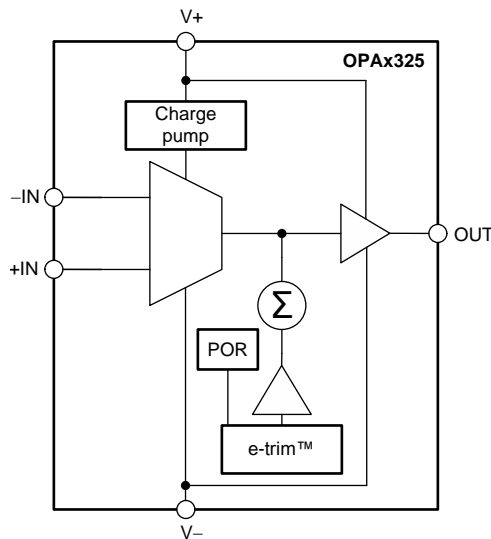 V+
OPAx325
Charge
pump
−IN
+IN
OUT
Σ
POR
e-trim™
V−